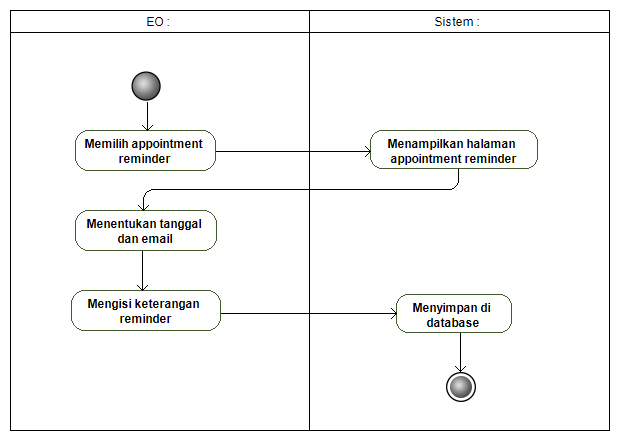 EO :
Sistem :
Memilih appointment
reminder
Menampilkan halaman
appointment reminder
Menentukan tanggal
dan email
Mengisi keterangan
reminder
Menyimpan di
database